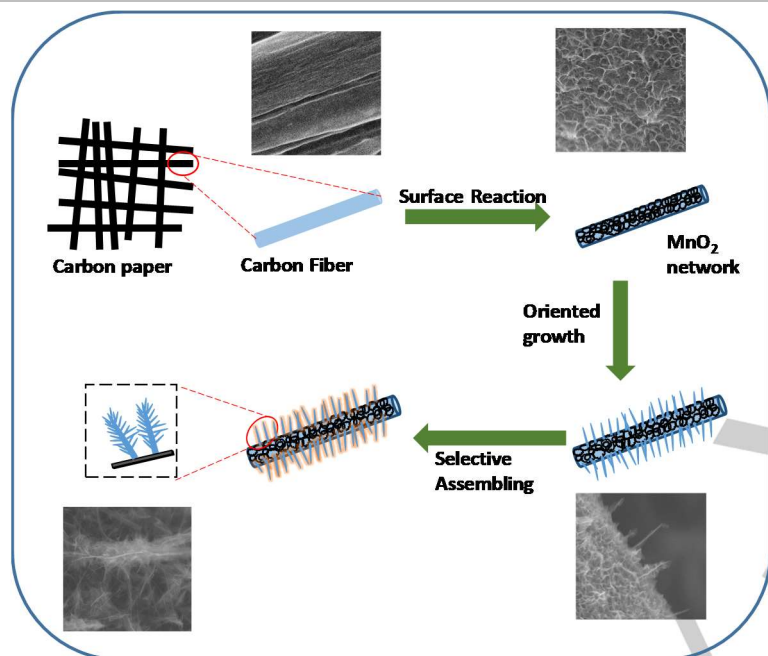 Carbon paper
Carbon Fiber
Surface Reaction
MnO₂
network
Oriented
growth
Selective
Assembling